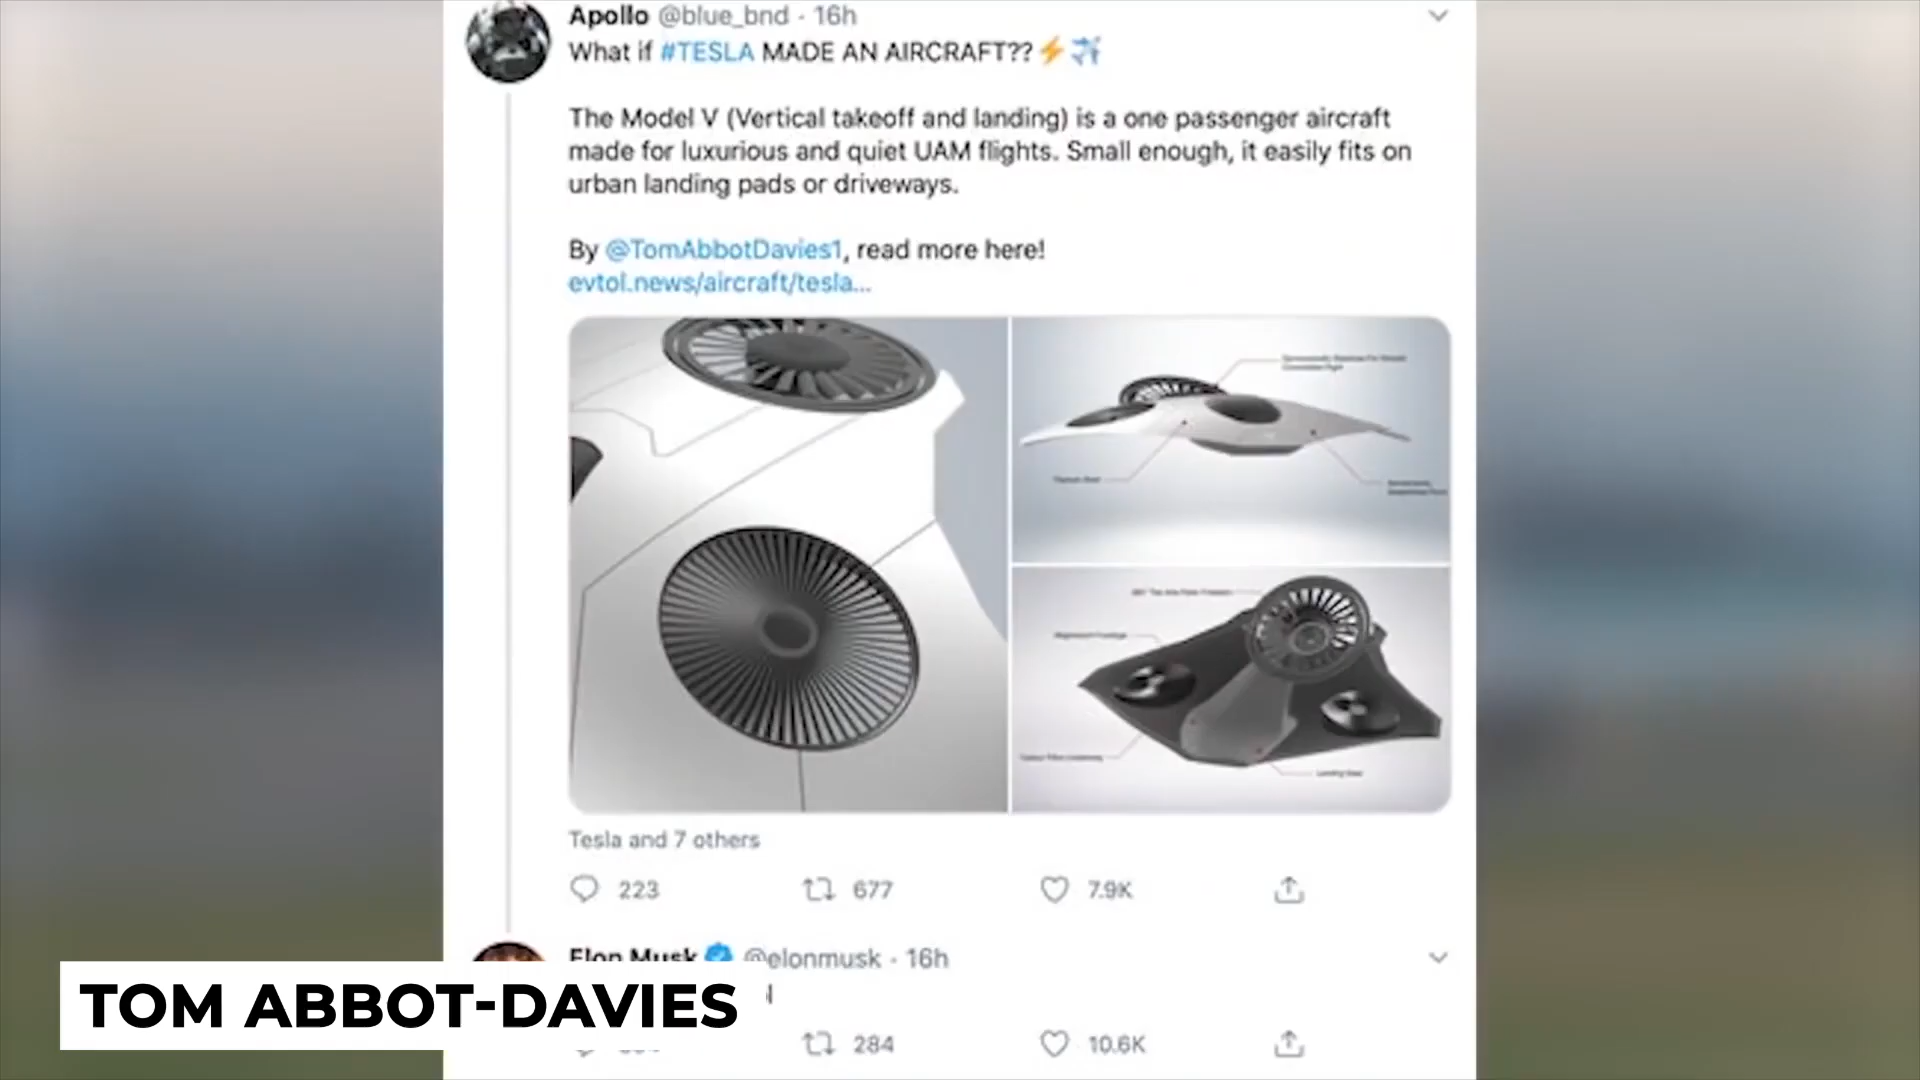 Apollo @blue_bnd · 16h
What if #TESLA MADE AN AIRCRAFT??⚡✈️
The Model V (Vertical takeoff and landing) is a one passenger aircraft
made for luxurious and quiet UAM flights. Small enough, it easily fits on
urban landing pads or driveways.
By @TomAbbotDavies1, read more here!
evtol.news/aircraft/tesla...
Landing Gear
Tesla and 7 others
223 677 7.9K
Elon Musk @elonmusk · 16h
TOM ABBOT-DAVIES
284 10.6K